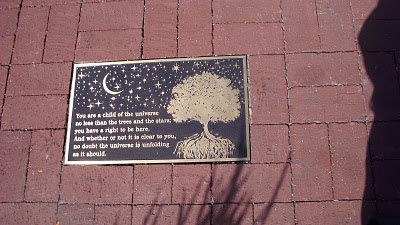 You are a child of the universe
no less than the trees and the stars;
you have a right to be here.
And whether or not it is clear to you,
no doubt the universe is unfolding
as it should.